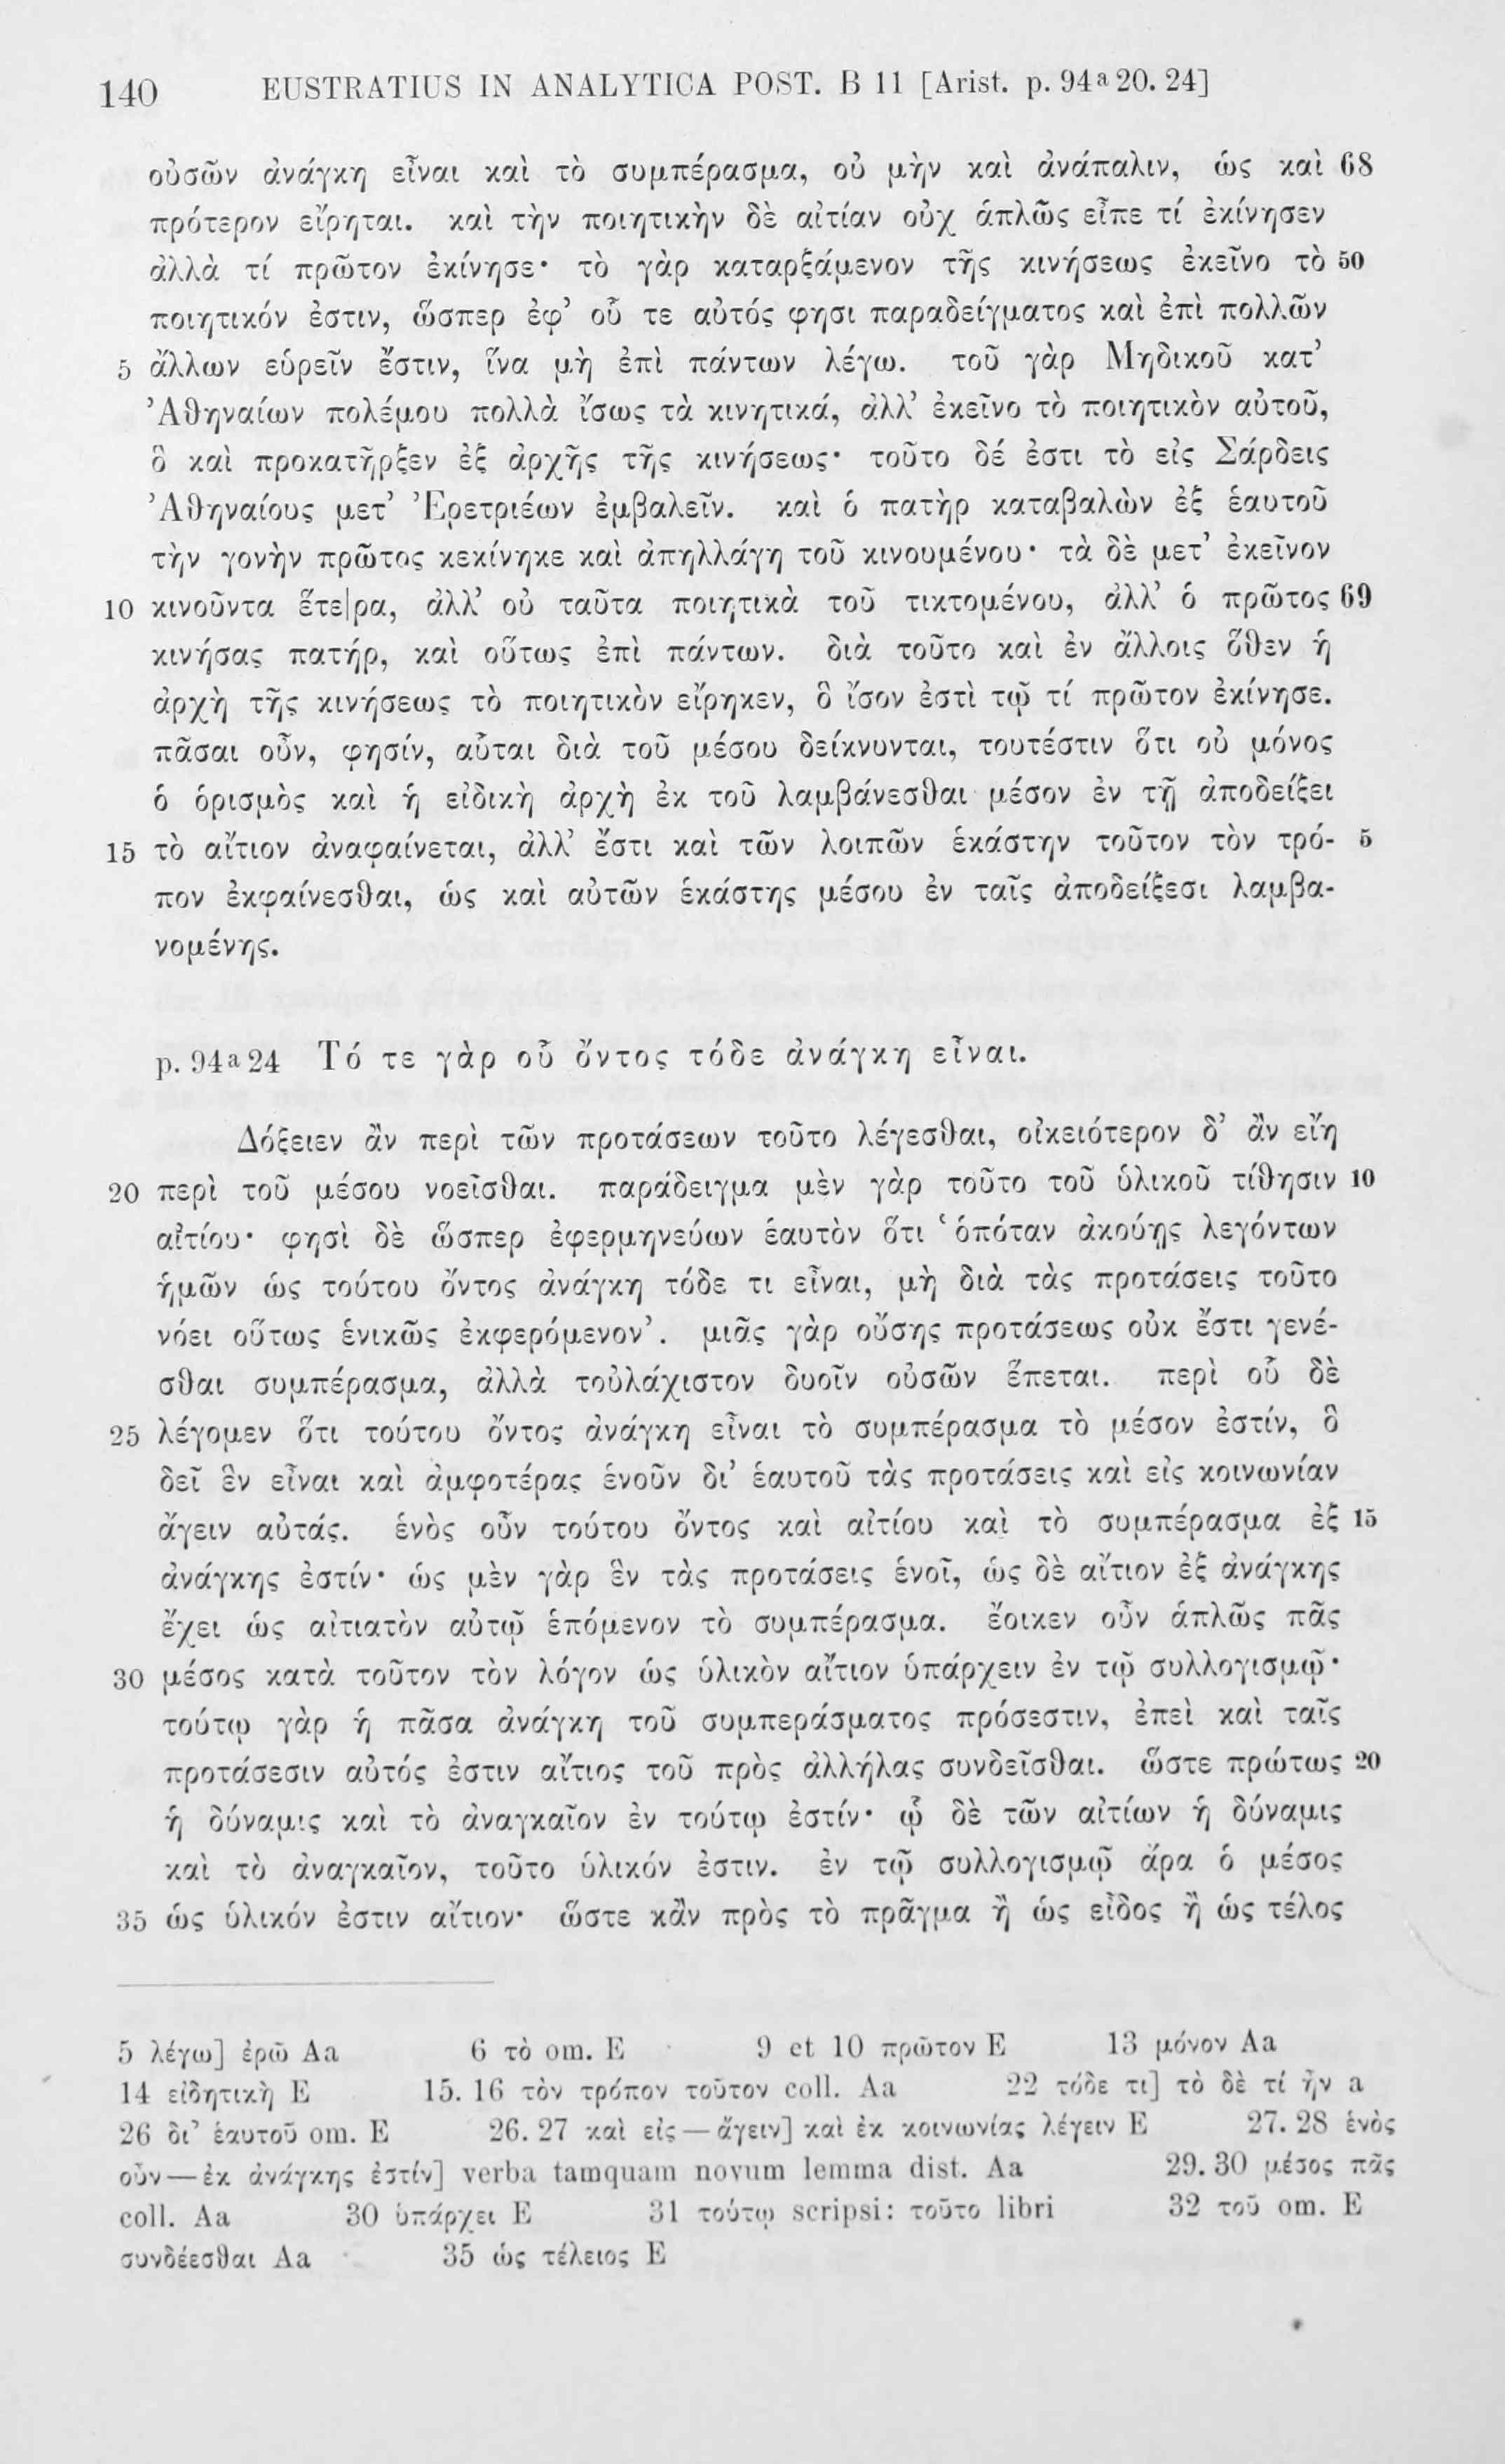 140 EUSTRATIUS IN ANALYTICA POST. B 11 [Arist. p. 94ᵃ20. 24]
οὐσῶν ἀνάγκη εἶναι καὶ τὸ συμπέρασμα, οὐ μὴν καὶ ἀνάπαλιν, ὡς καὶ 68
πρότερον εἴρηται. καὶ τὴν ποιητικὴν δὲ αἰτίαν οὐχ ἁπλῶς εἶπε τί ἐκίνησεν
ἀλλὰ τί πρῶτον ἐκίνησε· τὸ γὰρ καταρξάμενον τῆς κινήσεως ἐκεῖνο τὸ 50
ποιητικόν ἐστιν, ὥσπερ ἐφ’ οὗ τε αὐτός φησι παραδείγματος καὶ ἐπὶ πολλῶν
5 ἄλλων εὑρεῖν ἔστιν, ἵνα μὴ ἐπὶ πάντων λέγω. τοῦ γὰρ Μηδικοῦ κατ’
Ἀθηναίων πολέμου πολλὰ ἴσως τὰ κινητικά, ἀλλ’ ἐκεῖνο τὸ ποιητικὸν αὐτοῦ,
ὃ καὶ προκατῆρξεν ἐξ ἀρχῆς τῆς κινήσεως· τοῦτο δέ ἐστι τὸ εἰς Σάρδεις
Ἀθηναίους μετ’ Ἐρετριέων ἐμβαλεῖν. καὶ ὁ πατὴρ καταβαλὼν ἐξ ἑαυτοῦ
τὴν γονὴν πρῶτος κεκίνηκε καὶ ἀπηλλάγη τοῦ κινουμένου· τὰ δὲ μετ’ ἐκεῖνον
10 κινοῦντα ἕτε|ρα, ἀλλ’ οὐ ταῦτα ποιητικὰ τοῦ τικτομένου, ἀλλ’ ὁ πρῶτος 69
κινήσας πατήρ, καὶ οὕτως ἐπὶ πάντων. διὰ τοῦτο καὶ ἐν ἄλλοις ὅθεν ἡ
ἀρχὴ τῆς κινήσεως τὸ ποιητικὸν εἴρηκεν, ὃ ἴσον ἐστὶ τῷ τί πρῶτον ἐκίνησε.
πᾶσαι οὖν, φησίν, αὗται διὰ τοῦ μέσου δείκνυνται, τουτέστιν ὅτι οὐ μόνος
ὁ ὁρισμὸς καὶ ἡ εἰδικὴ ἀρχὴ ἐκ τοῦ λαμβάνεσθαι μέσον ἐν τῇ ἀποδείξει
15 τὸ αἴτιον ἀναφαίνεται, ἀλλ’ ἔστι καὶ τῶν λοιπῶν ἑκάστην τοῦτον τὸν τρό- 5
πον ἐκφαίνεσθαι, ὡς καὶ αὐτῶν ἑκάστης μέσου ἐν ταῖς ἀποδείξεσι λαμβα-
νομένης.
p. 94ᵃ24 Τό τε γὰρ οὗ ὄντος τόδε ἀνάγκη εἶναι.
Δόξειεν ἂν περὶ τῶν προτάσεων τοῦτο λέγεσθαι, οἰκειότερον δ’ ἂν εἴη
20 περὶ τοῦ μέσου νοεῖσθαι. παράδειγμα μὲν γὰρ τοῦτο τοῦ ὑλικοῦ τίθησιν 10
αἰτίου· φησὶ δὲ ὥσπερ ἐφερμηνεύων ἑαυτὸν ὅτι ‘ὁπόταν ἀκούῃς λεγόντων
ἡμῶν ὡς τούτου ὄντος ἀνάγκη τόδε τι εἶναι, μὴ διὰ τὰς προτάσεις τοῦτο
νόει οὕτως ἑνικῶς ἐκφερόμενον’. μιᾶς γὰρ οὔσης προτάσεως οὐκ ἔστι γενέ-
σθαι συμπέρασμα, ἀλλὰ τοὐλάχιστον δυοῖν οὐσῶν ἕπεται. περὶ οὗ δὲ
25 λέγομεν ὅτι τούτου ὄντος ἀνάγκη εἶναι τὸ συμπέρασμα τὸ μέσον ἐστίν, ὃ
δεῖ ἓν εἶναι καὶ ἀμφοτέρας ἑνοῦν δι’ ἑαυτοῦ τὰς προτάσεις καὶ εἰς κοινωνίαν
ἄγειν αὐτάς. ἑνὸς οὖν τούτου ὄντος καὶ αἰτίου καὶ τὸ συμπέρασμα ἐξ 15
ἀνάγκης ἐστίν· ὡς μὲν γὰρ ἓν τὰς προτάσεις ἑνοῖ, ὡς δὲ αἴτιον ἐξ ἀνάγκης
ἔχει ὡς αἰτιατὸν αὐτῷ ἑπόμενον τὸ συμπέρασμα. ἔοικεν οὖν ἁπλῶς πᾶς
30 μέσος κατὰ τοῦτον τὸν λόγον ὡς ὑλικὸν αἴτιον ὑπάρχειν ἐν τῷ συλλογισμῷ·
τούτῳ γὰρ ἡ πᾶσα ἀνάγκη τοῦ συμπεράσματος πρόσεστιν, ἐπεὶ καὶ ταῖς
προτάσεσιν αὐτός ἐστιν αἴτιος τοῦ πρὸς ἀλλήλας συνδεῖσθαι. ὥστε πρώτως 20
ἡ δύναμις καὶ τὸ ἀναγκαῖον ἐν τούτῳ ἐστίν· ᾧ δὲ τῶν αἰτίων ἡ δύναμις
καὶ τὸ ἀναγκαῖον, τοῦτο ὑλικόν ἐστιν. ἐν τῷ συλλογισμῷ ἄρα ὁ μέσος
35 ὡς ὑλικόν ἐστιν αἴτιον· ὥστε κἂν πρὸς τὸ πρᾶγμα ἢ ὡς εἶδος ἢ ὡς τέλος
5 λέγω] ἐρῶ Aa 6 τὸ om. E 9 et 10 πρῶτον E 13 μόνον Aa
14 εἰδητικὴ E 15. 16 τὸν τρόπον τοῦτον coll. Aa 22 τόδε τι] τὸ δὲ τί ἦν a
26 δι’ ἑαυτοῦ om. E 26. 27 καὶ εἰς — ἄγειν] καὶ ἐκ κοινωνίας λέγειν E 27. 28 ἑνὸς
οὖν — ἐκ ἀνάγκης ἐστίν] verba tamquam novum lemma dist. Aa 29. 30 μέσος πᾶς
coll. Aa 30 ὑπάρχει E 31 τούτῳ scripsi: τοῦτο libri 32 τοῦ om. E
συνδέεσθαι Aa 35 ὡς τέλειος E